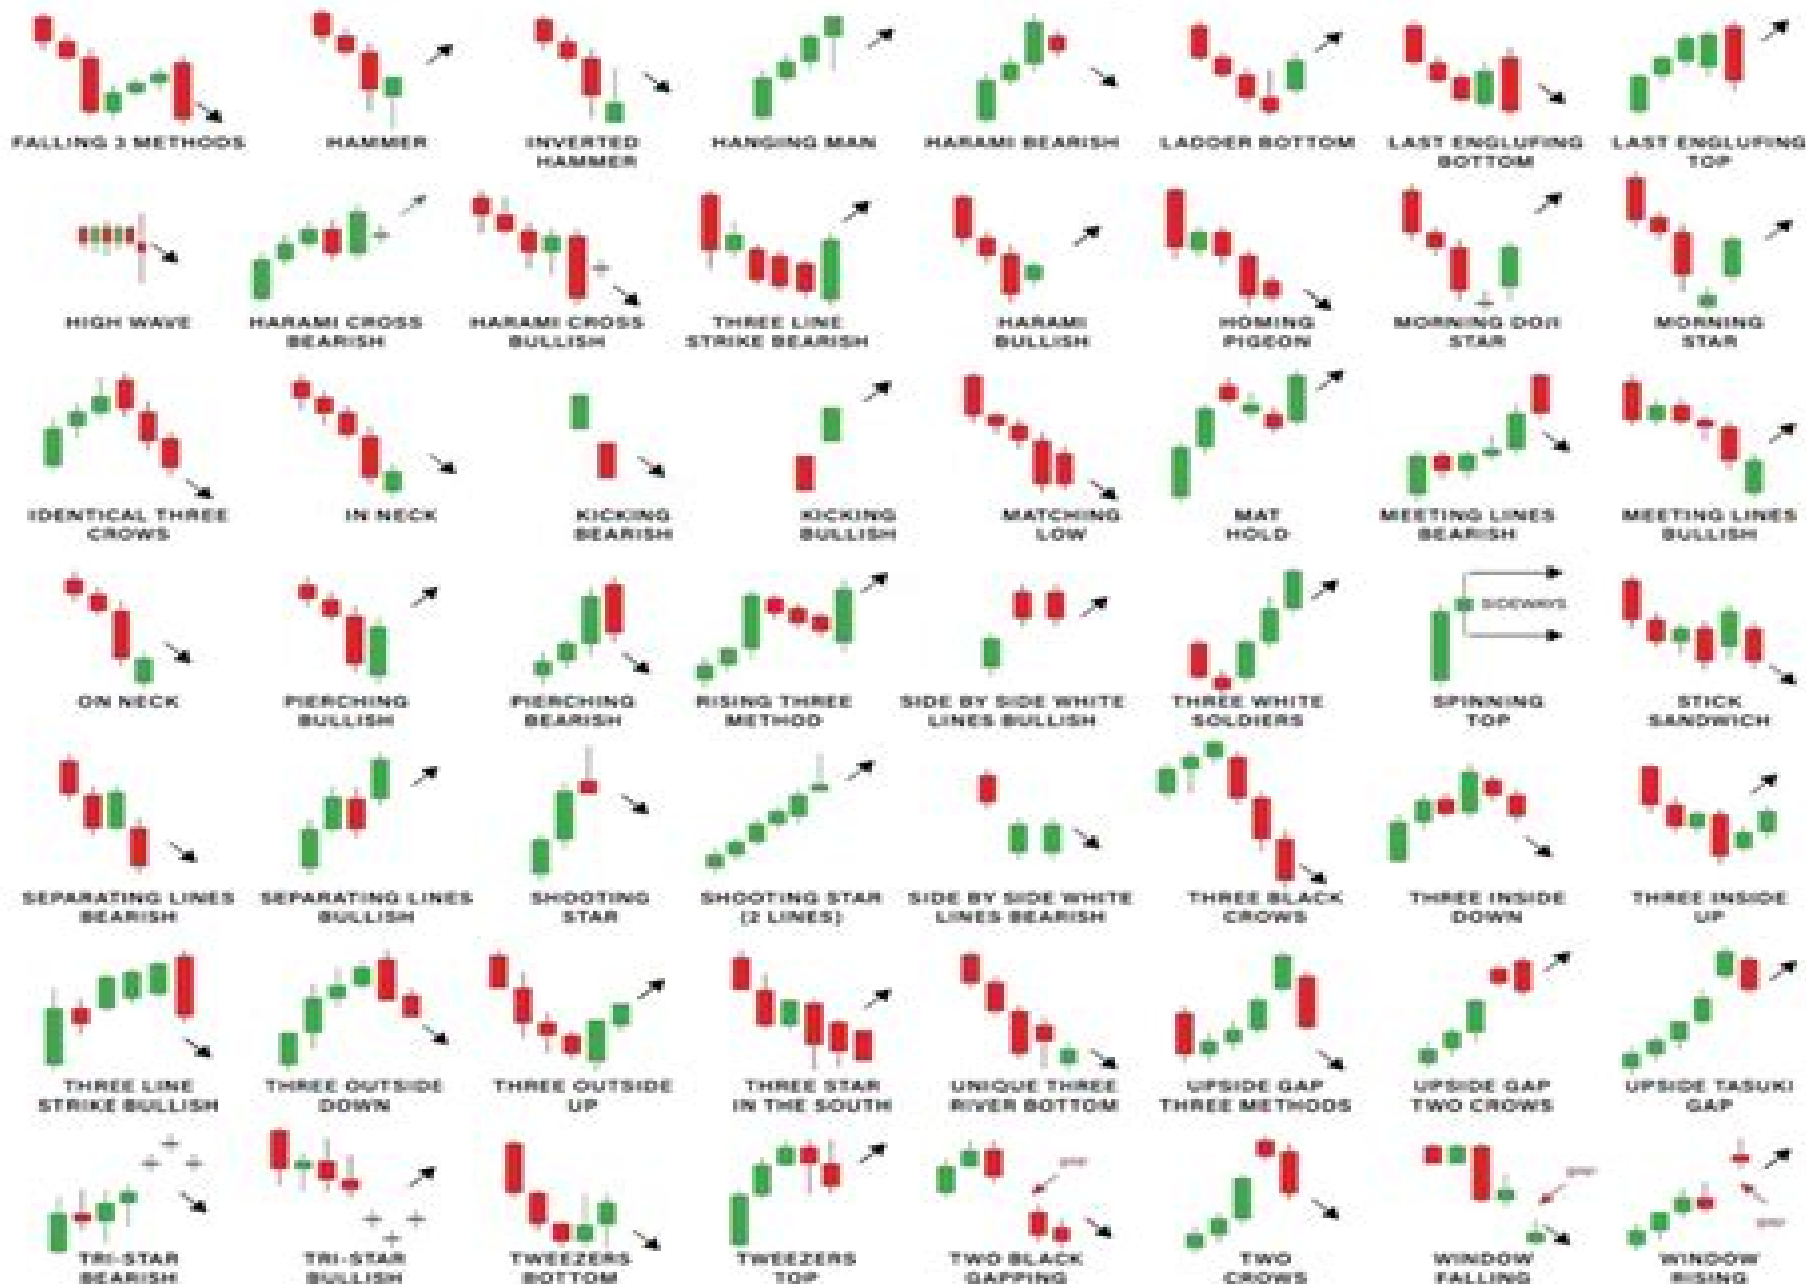 FALLING 3 METHODS
HAMMER
INVERTED
HAMMER
HANGING MAN
HARAMI BEARISH
LADDER BOTTOM
LAST ENGLUFING
BOTTOM
LAST ENGLUFING
TOP
HIGH WAVE
HARAMI CROSS
BEARISH
HARAMI CROSS
BULLISH
THREE LINE
STRIKE BEARISH
HARAMI
BULLISH
HOMING
PIGEON
MORNING DOJI
STAR
MORNING
STAR
IDENTICAL THREE
CROWS
IN NECK
KICKING
BEARISH
KICKING
BULLISH
MATCHING
LOW
MAT
HOLD
MEETING LINES
BEARISH
MEETING LINES
BULLISH
ON NECK
PIERCHING
BULLISH
PIERCHING
BEARISH
RISING THREE
METHOD
SIDE BY SIDE WHITE
LINES BULLISH
THREE WHITE
SOLDIERS
SIDEWAYS
SPINNING
TOP
STICK
SANDWICH
SEPARATING LINES
BEARISH
SEPARATING LINES
BULLISH
SHOOTING
STAR
SHOOTING STAR
(2 LINES)
SIDE BY SIDE WHITE
LINES BEARISH
THREE BLACK
CROWS
THREE INSIDE
DOWN
THREE INSIDE
UP
THREE LINE
STRIKE BULLISH
THREE OUTSIDE
DOWN
THREE OUTSIDE
UP
THREE STAR
IN THE SOUTH
UNIQUE THREE
RIVER BOTTOM
UPSIDE GAP
THREE METHODS
UPSIDE GAP
TWO CROWS
UPSIDE TASUKI
GAP
TRI-STAR
BEARISH
TRI-STAR
BULLISH
TWEEZERS
BOTTOM
TWEEZERS
TOP
TWO BLACK
GAPPING
TWO
CROWS
WINDOW
FALLING
WINDOW
RISING